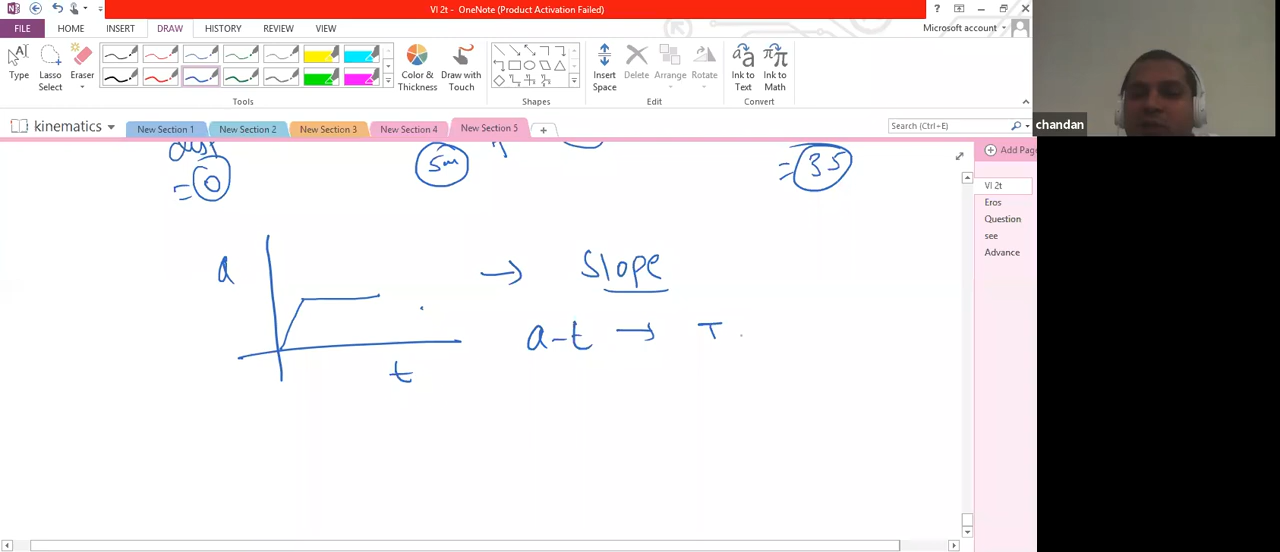 VI 2t - OneNote (Product Activation Failed)
FILE HOME INSERT DRAW HISTORY REVIEW VIEW Microsoft account
Type
Lasso Select
Eraser
Color & Thickness
Draw with Touch
Insert Space
Delete
Arrange
Rotate
Ink to Text
Ink to Math
Tools Shapes Edit Convert
kinematics New Section 1 New Section 2 New Section 3 New Section 4 New Section 5 Search (Ctrl+E)
chandan
Add Page
VI 2t
Eros
Question
see
Advance
= 0
5m
= 35
a → Slope
a-t →
t